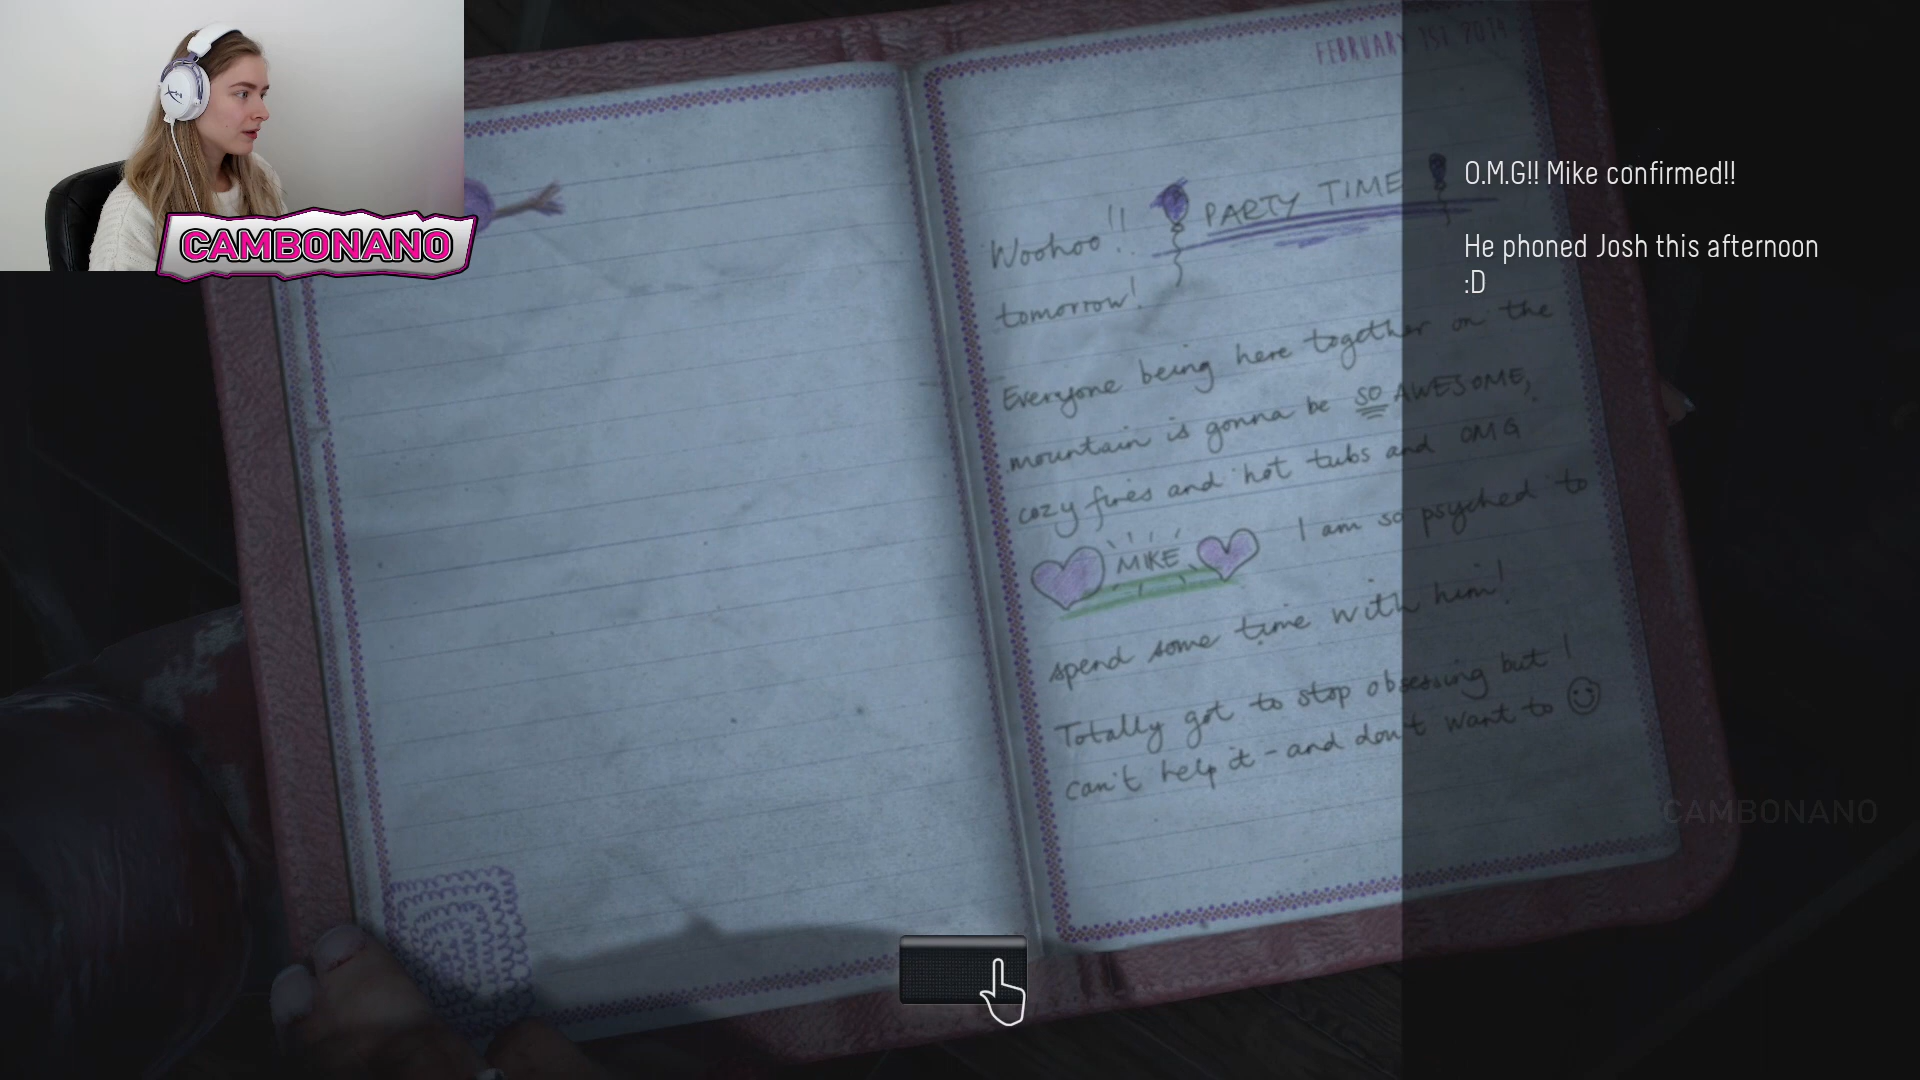 CAMBONANO
FEBRUARY 1ST 2014
Woohoo!! PARTY TIME
tomorrow!
Everyone being here together on the
mountain is gonna be SO AWESOME,
cozy fires and hot tubs and OMG
MIKE I am so psyched to
spend some time with him!
Totally got to stop obsessing but I
can't help it - and don't want to
O.M.G!! Mike confirmed!!
He phoned Josh this afternoon
:D
CAMBONANO